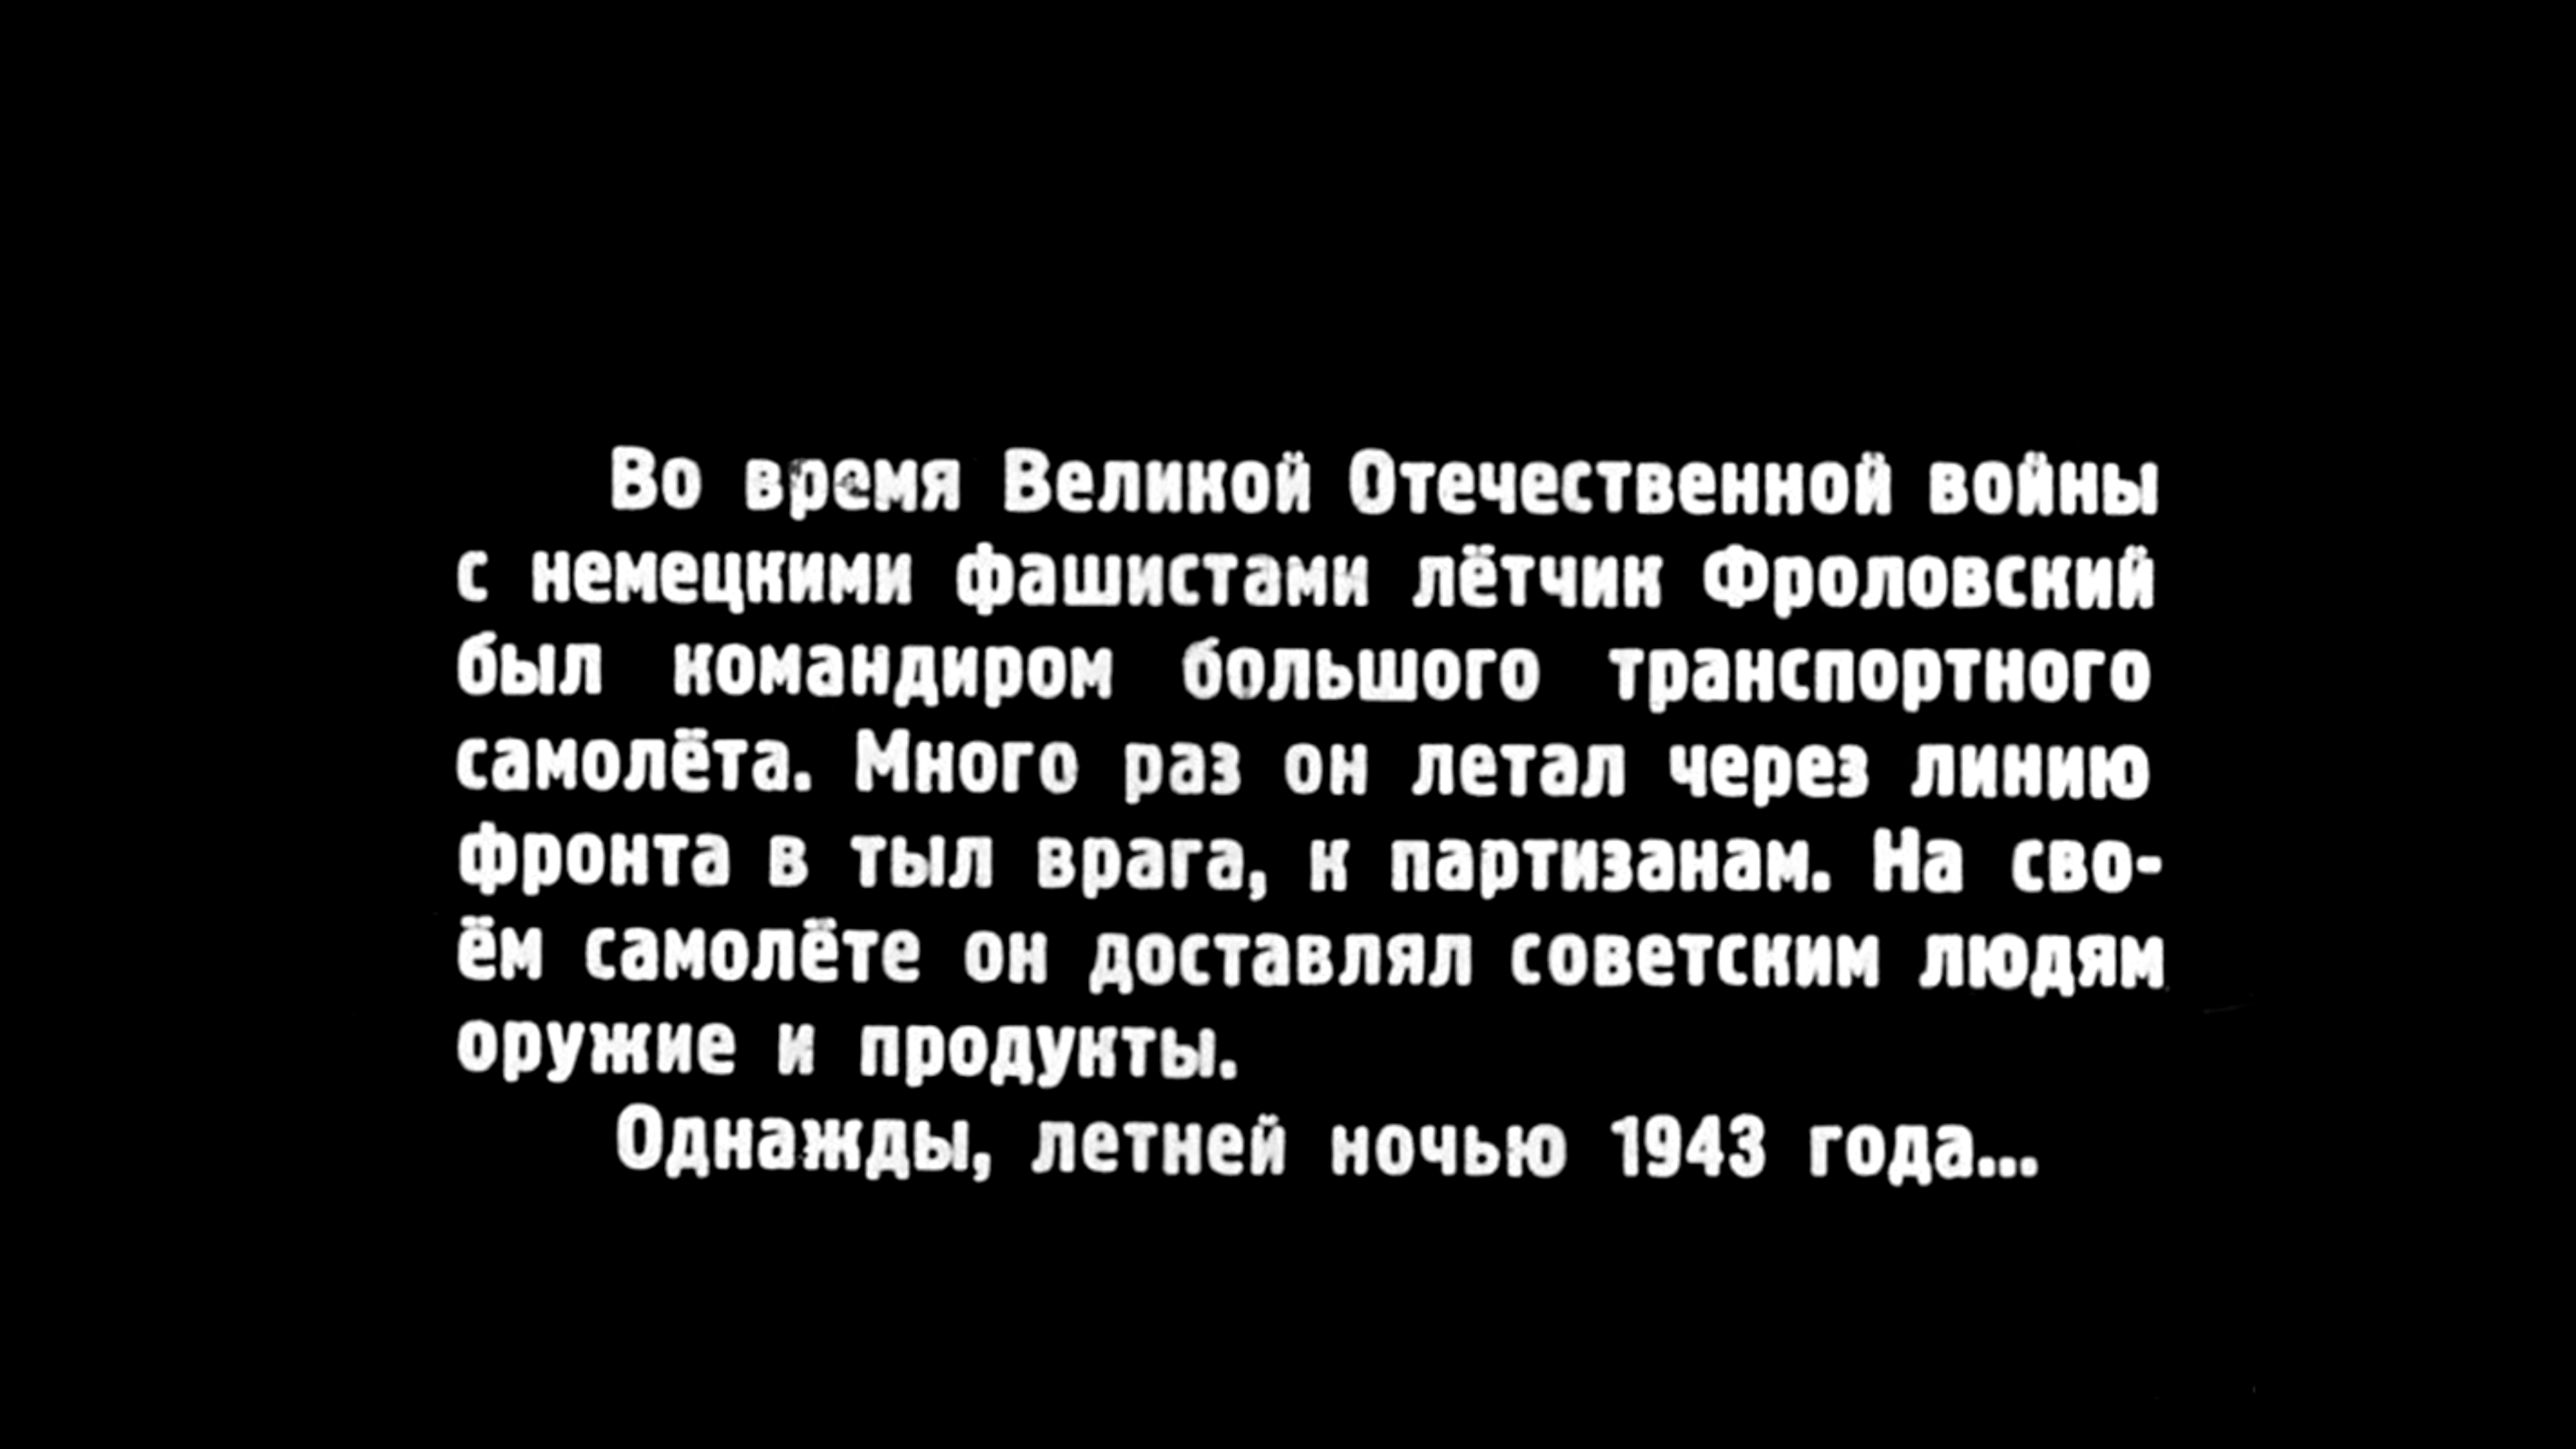 Во время Великой Отечественной войны
с немецкими фашистами лётчик Фроловский
был командиром большого транспортного
самолёта. Много раз он летал через линию
фронта в тыл врага, к партизанам. На сво-
ём самолёте он доставлял советским людям
оружие и продукты.
Однажды, летней ночью 1943 года...